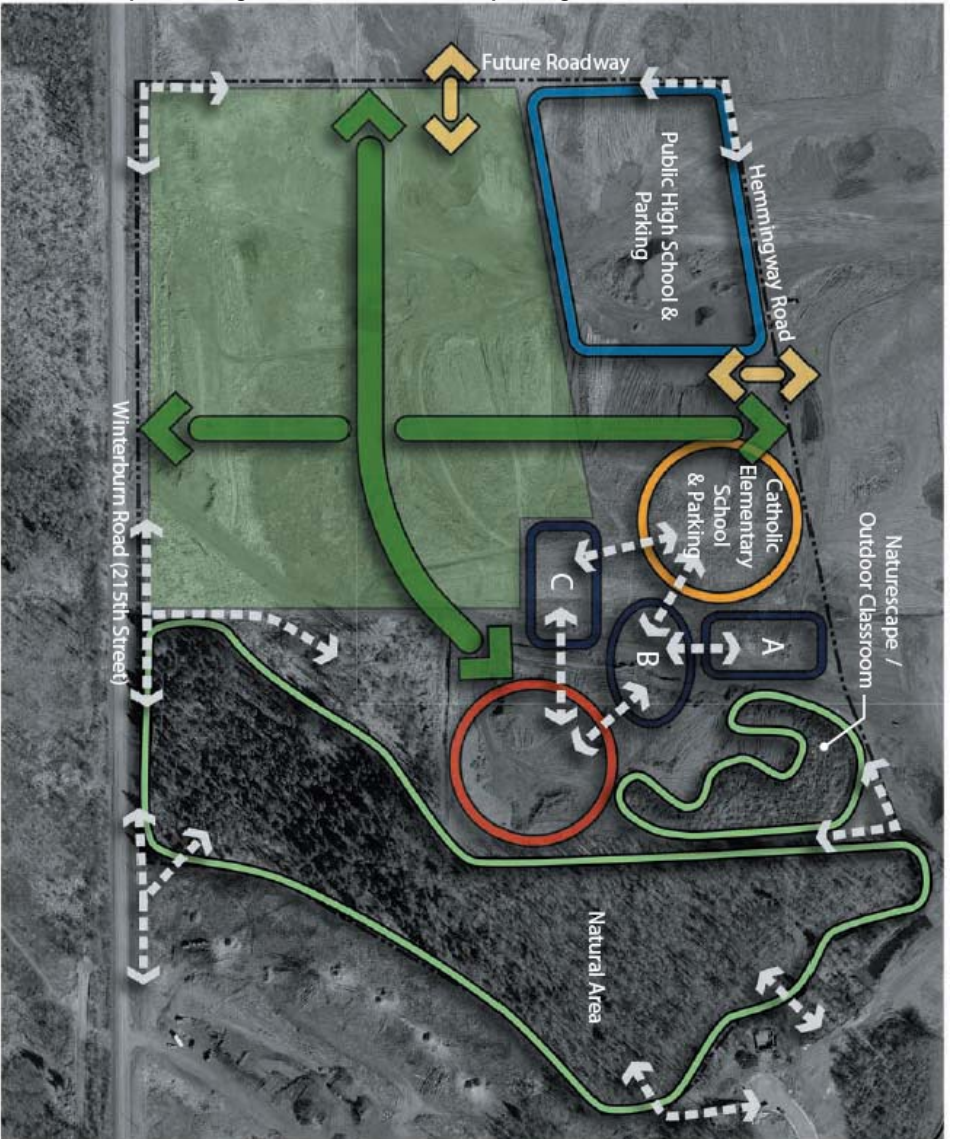 Future Roadway
Public High School &
Parking
Hemmingway Road
Catholic
Elementary
School
& Parking
Naturescape /
Outdoor Classroom
A
B
C
Winterburn Road (215th Street)
Natural Area